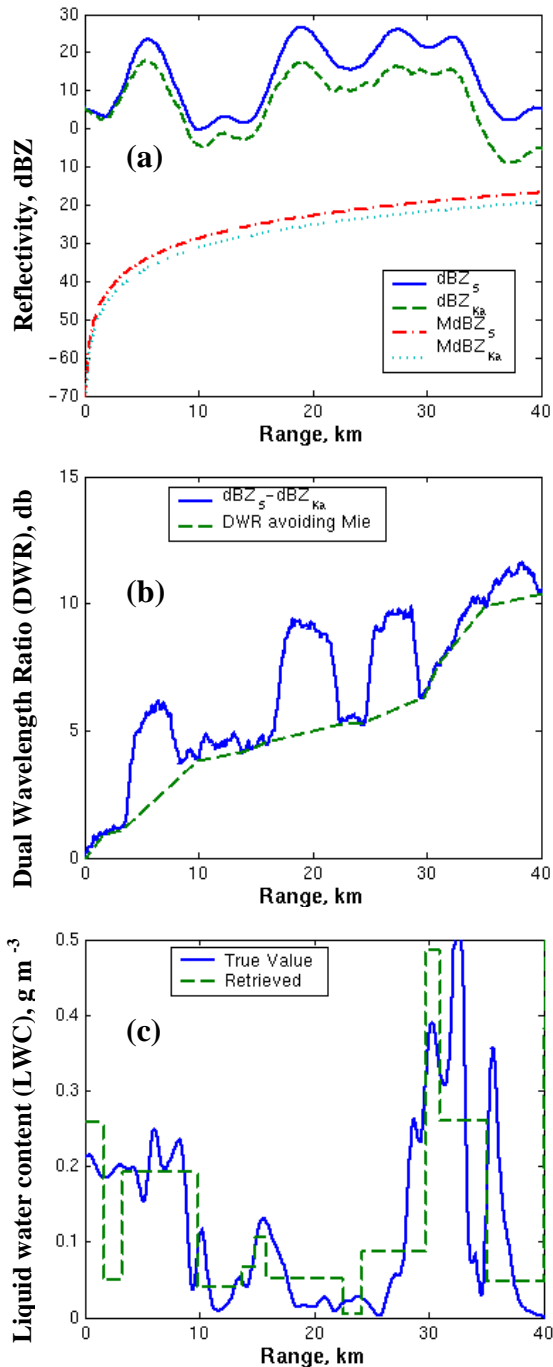 Reflectivity, dBZ
30
20
10
0
10
20
30
40
50
−60
−70
(a)
dBZ_S
dBZ_Ka
MdBZ_S
MdBZ_Ka
0 10 20 30 40
Range, km
Dual Wavelength Ratio (DWR), db
15
10
5
0
(b)
dBZ_S−dBZ_Ka
DWR avoiding Mie
0 10 20 30 40
Range, km
Liquid water content (LWC), g m⁻³
0.5
0.4
0.3
0.2
0.1
0
(c)
True Value
Retrieved
0 10 20 30 40
Range, km